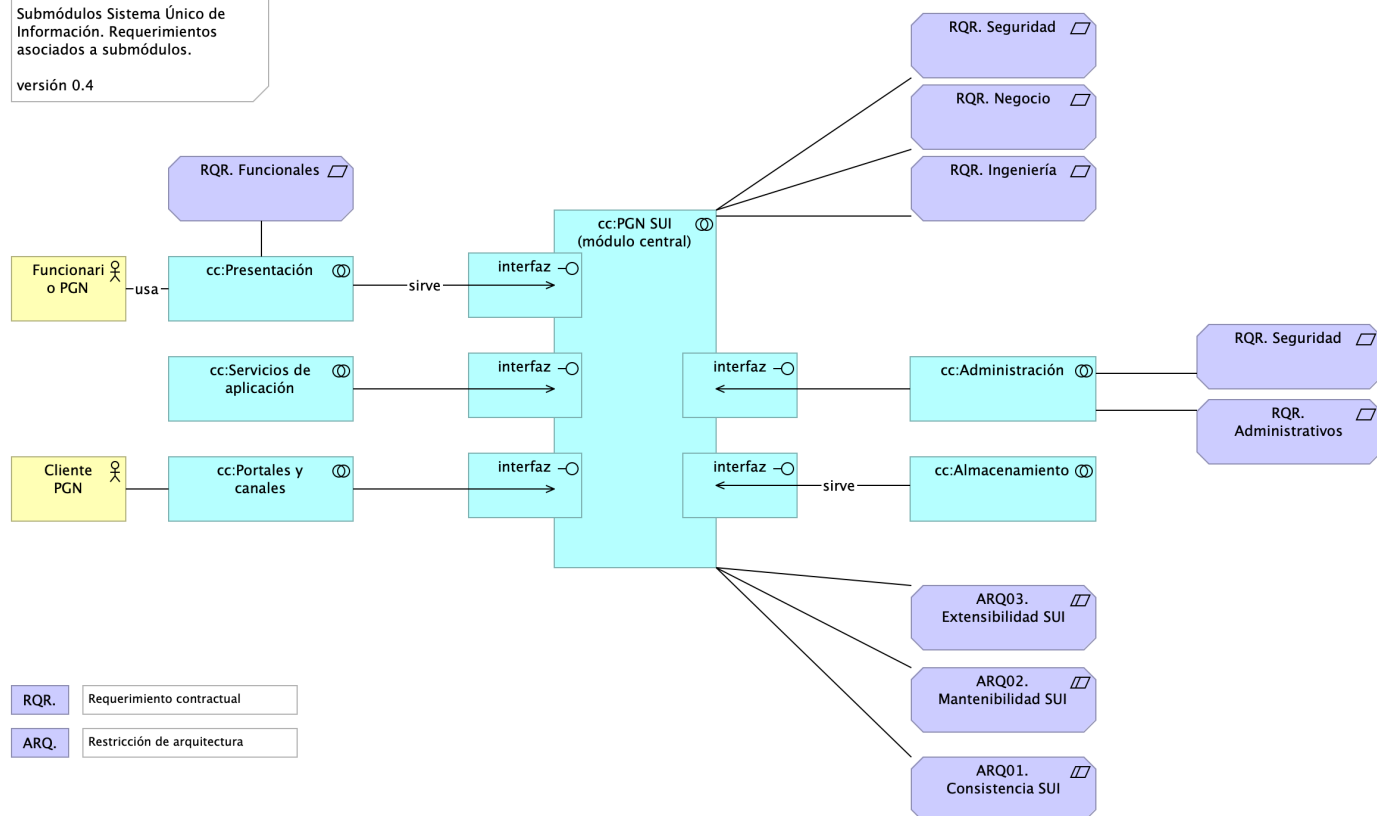 Submódulos Sistema Único de
Información. Requerimientos
asociados a submódulos.
versión 0.4
RQR. Seguridad
RQR. Negocio
RQR. Ingeniería
RQR. Funcionales
cc:PGN SUI
(módulo central)
Funcionari
o PGN
usa
cc:Presentación
sirve
interfaz
cc:Servicios de
aplicación
interfaz
interfaz
cc:Administración
RQR. Seguridad
RQR.
Administrativos
Cliente
PGN
cc:Portales y
canales
interfaz
interfaz
sirve
cc:Almacenamiento
ARQ03.
Extensibilidad SUI
ARQ02.
Mantenibilidad SUI
ARQ01.
Consistencia SUI
RQR.
Requerimiento contractual
ARQ.
Restricción de arquitectura